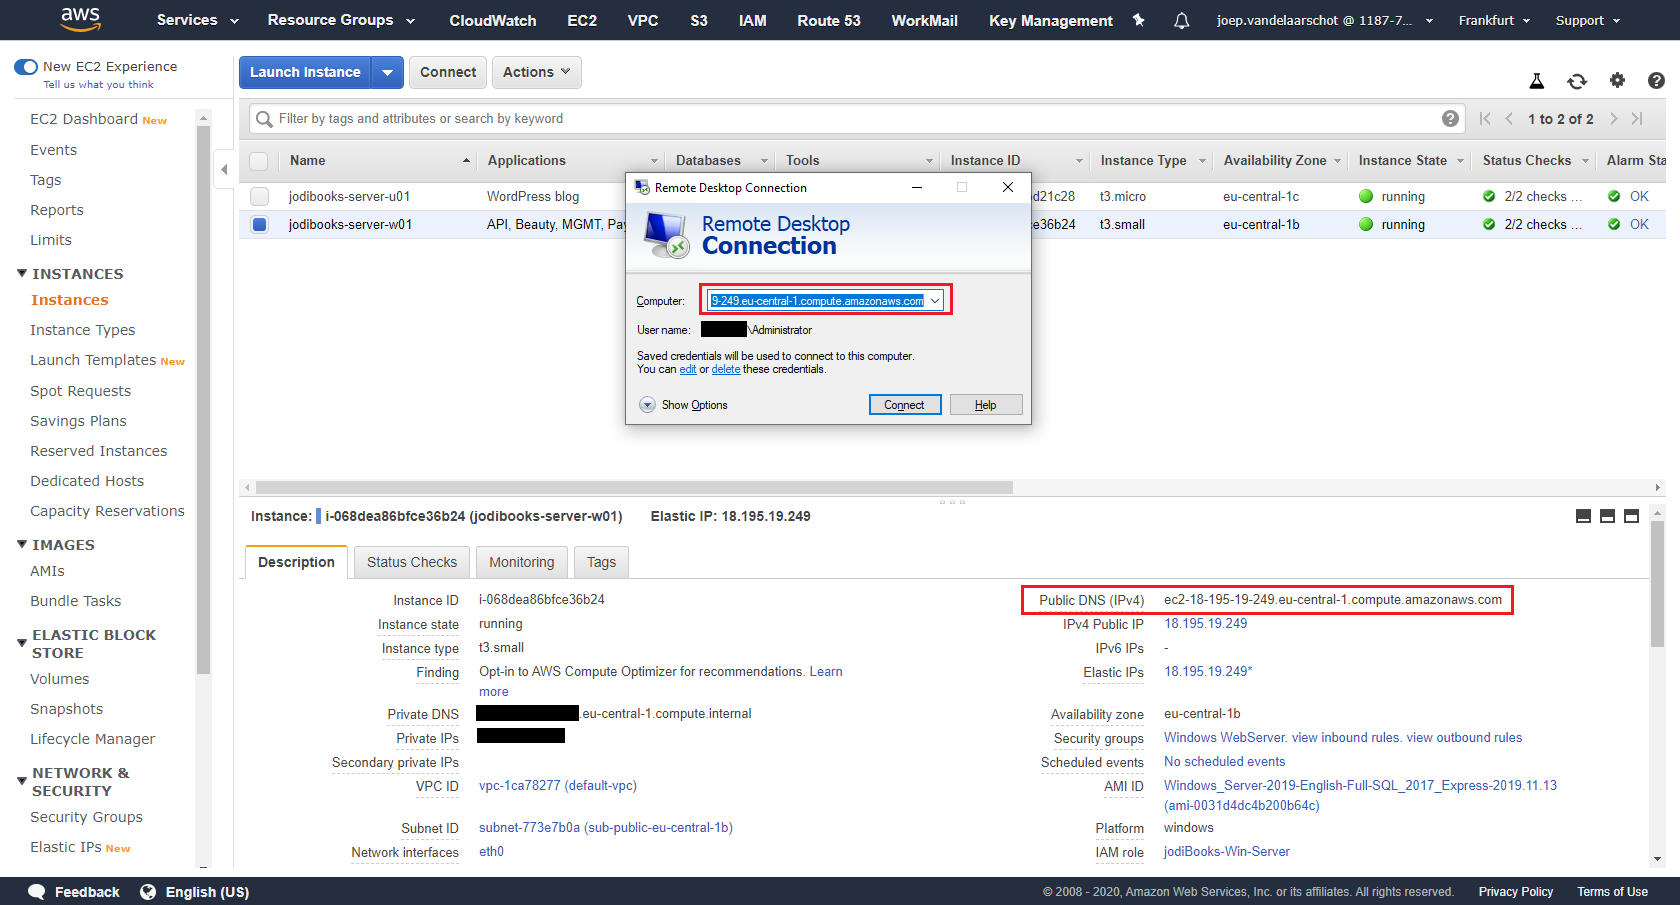 aws Services Resource Groups CloudWatch EC2 VPC S3 IAM Route 53 WorkMail Key Management joep.vandelaarschot @ 1187-7... Frankfurt Support
New EC2 Experience
Tell us what you think
EC2 Dashboard New
Events
Tags
Reports
Limits
INSTANCES
Instances
Instance Types
Launch Templates New
Spot Requests
Savings Plans
Reserved Instances
Dedicated Hosts
Capacity Reservations
IMAGES
AMIs
Bundle Tasks
ELASTIC BLOCK
STORE
Volumes
Snapshots
Lifecycle Manager
NETWORK &
SECURITY
Security Groups
Elastic IPs New
Launch Instance Connect Actions
Filter by tags and attributes or search by keyword
1 to 2 of 2
Name Applications Databases Tools Instance ID Instance Type Availability Zone Instance State Status Checks Alarm Sta
jodibooks-server-u01 WordPress blog d21c28 t3.micro eu-central-1c running 2/2 checks ... OK
jodibooks-server-w01 API, Beauty, MGMT, Pay e36b24 t3.small eu-central-1b running 2/2 checks ... OK
Remote Desktop Connection
Remote Desktop
Connection
Computer: 9-249.eu-central-1.compute.amazonaws.com
User name: \Administrator
Saved credentials will be used to connect to this computer.
You can edit or delete these credentials.
Show Options Connect Help
Instance: i-068dea86bfce36b24 (jodibooks-server-w01) Elastic IP: 18.195.19.249
Description Status Checks Monitoring Tags
Instance ID i-068dea86bfce36b24
Instance state running
Instance type t3.small
Finding Opt-in to AWS Compute Optimizer for recommendations. Learn
more
Private DNS .eu-central-1.compute.internal
Private IPs
Secondary private IPs
VPC ID vpc-1ca78277 (default-vpc)
Subnet ID subnet-773e7b0a (sub-public-eu-central-1b)
Network interfaces eth0
Public DNS (IPv4) ec2-18-195-19-249.eu-central-1.compute.amazonaws.com
IPv4 Public IP 18.195.19.249
IPv6 IPs -
Elastic IPs 18.195.19.249*
Availability zone eu-central-1b
Security groups Windows WebServer. view inbound rules. view outbound rules
Scheduled events No scheduled events
AMI ID Windows_Server-2019-English-Full-SQL_2017_Express-2019.11.13
(ami-0031d4dc4b200b64c)
Platform windows
IAM role jodiBooks-Win-Server
Feedback English (US) © 2008 - 2020, Amazon Web Services, Inc. or its affiliates. All rights reserved. Privacy Policy Terms of Use